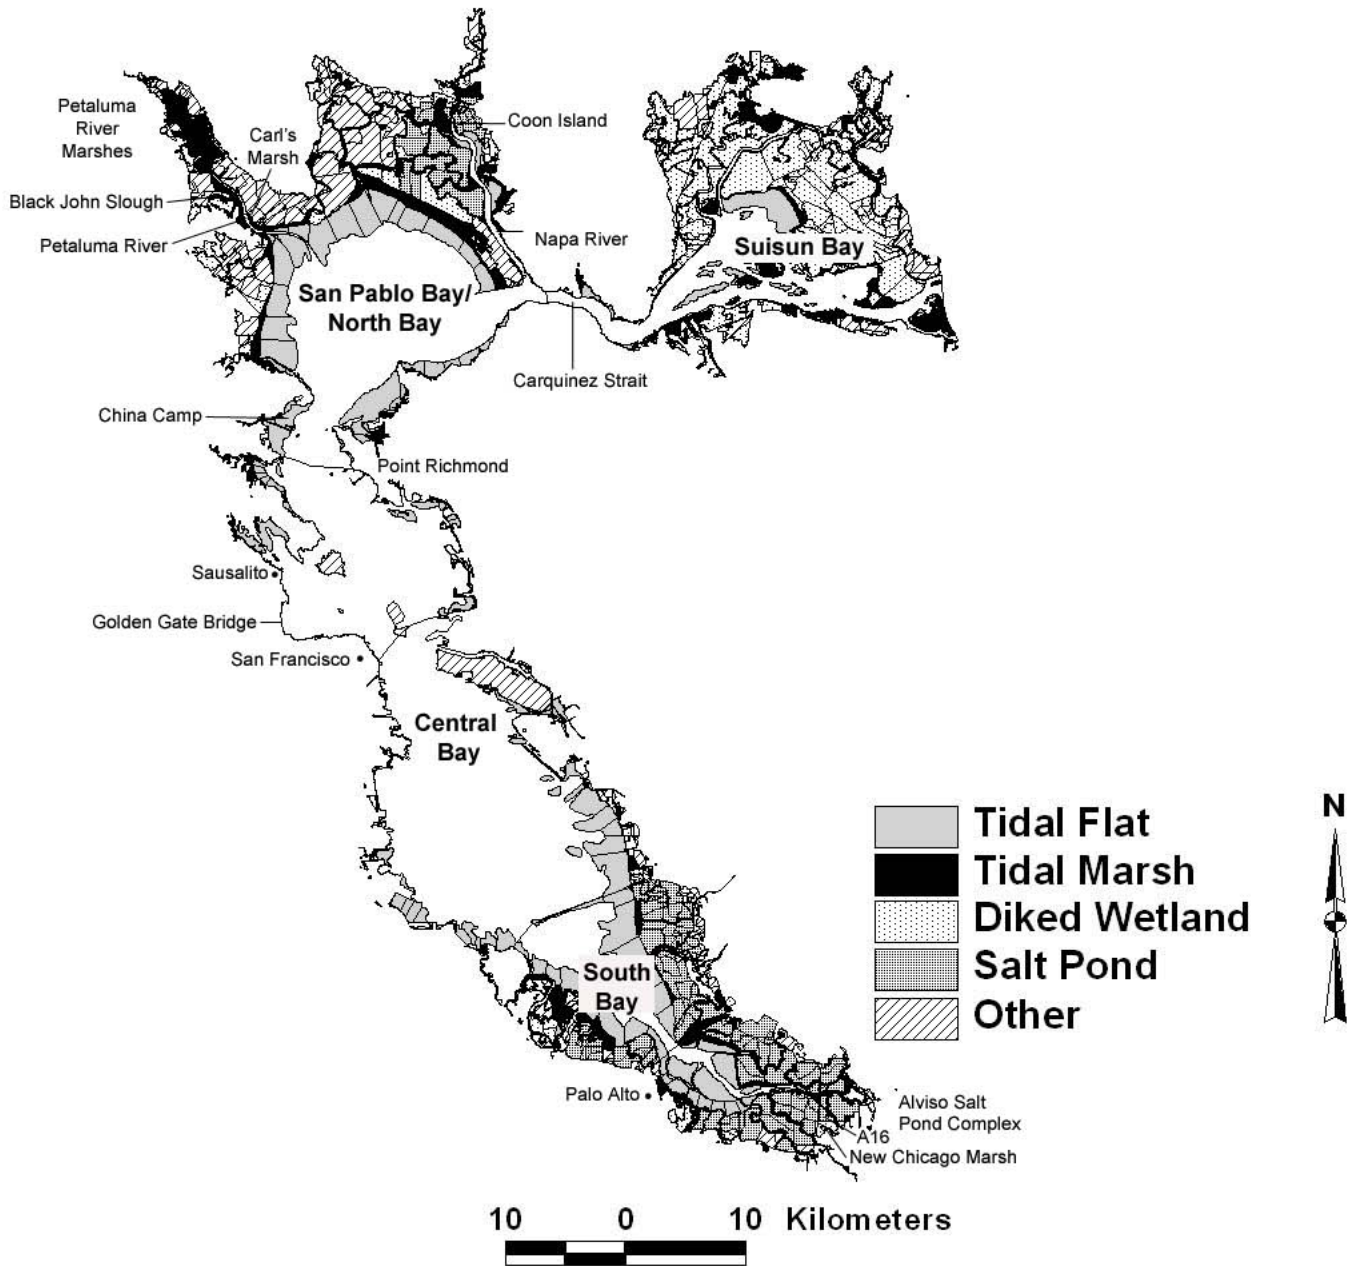 Petaluma
River
Marshes
Carl's
Marsh
Coon Island
Black John Slough
Petaluma River
Napa River
Suisun Bay
San Pablo Bay/
North Bay
Carquinez Strait
China Camp
Point Richmond
Sausalito
Golden Gate Bridge
San Francisco
Central
Bay
Tidal Flat
Tidal Marsh
Diked Wetland
Salt Pond
Other
N
South
Bay
Palo Alto
Alviso Salt
Pond Complex
A16
New Chicago Marsh
10 0 10 Kilometers